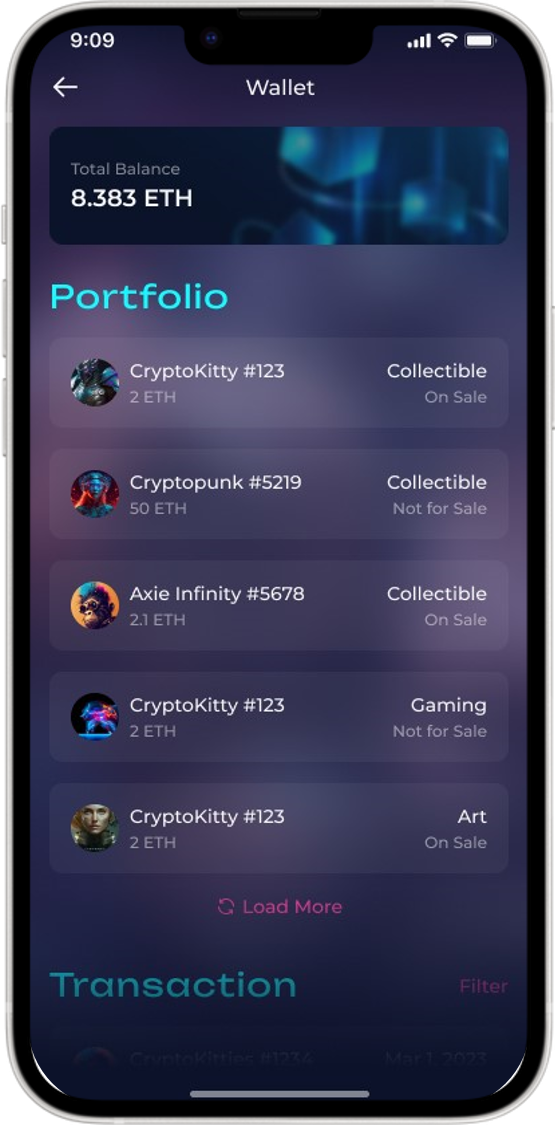 9:09
Wallet
Total Balance
8.383 ETH
Portfolio
CryptoKitty #123
Collectible
2 ETH
On Sale
Cryptopunk #5219
Collectible
50 ETH
Not for Sale
Axie Infinity #5678
Collectible
2.1 ETH
On Sale
CryptoKitty #123
Gaming
2 ETH
Not for Sale
CryptoKitty #123
Art
2 ETH
On Sale
Load More
Transaction
Filter
CryptoKitties #1234
Mar 1, 2023